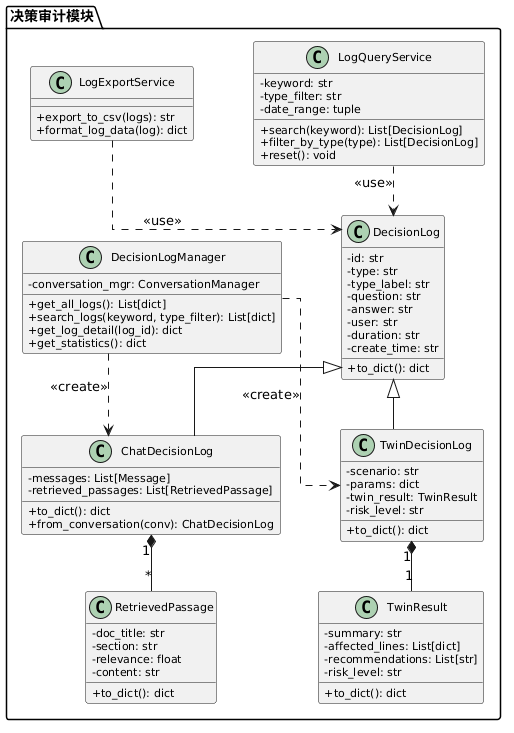 决策审计模块
C LogExportService
+export_to_csv(logs): str
+format_log_data(log): dict
C LogQueryService
-keyword: str
-type_filter: str
-date_range: tuple
+search(keyword): List[DecisionLog]
+filter_by_type(type): List[DecisionLog]
+reset(): void
«use»
«use»
C DecisionLog
-id: str
-type: str
-type_label: str
-question: str
-answer: str
-user: str
-duration: str
-create_time: str
+to_dict(): dict
C DecisionLogManager
-conversation_mgr: ConversationManager
+get_all_logs(): List[dict]
+search_logs(keyword, type_filter): List[dict]
+get_log_detail(log_id): dict
+get_statistics(): dict
«create»
«create»
C ChatDecisionLog
-messages: List[Message]
-retrieved_passages: List[RetrievedPassage]
+to_dict(): dict
+from_conversation(conv): ChatDecisionLog
C TwinDecisionLog
-scenario: str
-params: dict
-twin_result: TwinResult
-risk_level: str
+to_dict(): dict
1
*
1
1
C RetrievedPassage
-doc_title: str
-section: str
-relevance: float
-content: str
+to_dict(): dict
C TwinResult
-summary: str
-affected_lines: List[dict]
-recommendations: List[str]
-risk_level: str
+to_dict(): dict